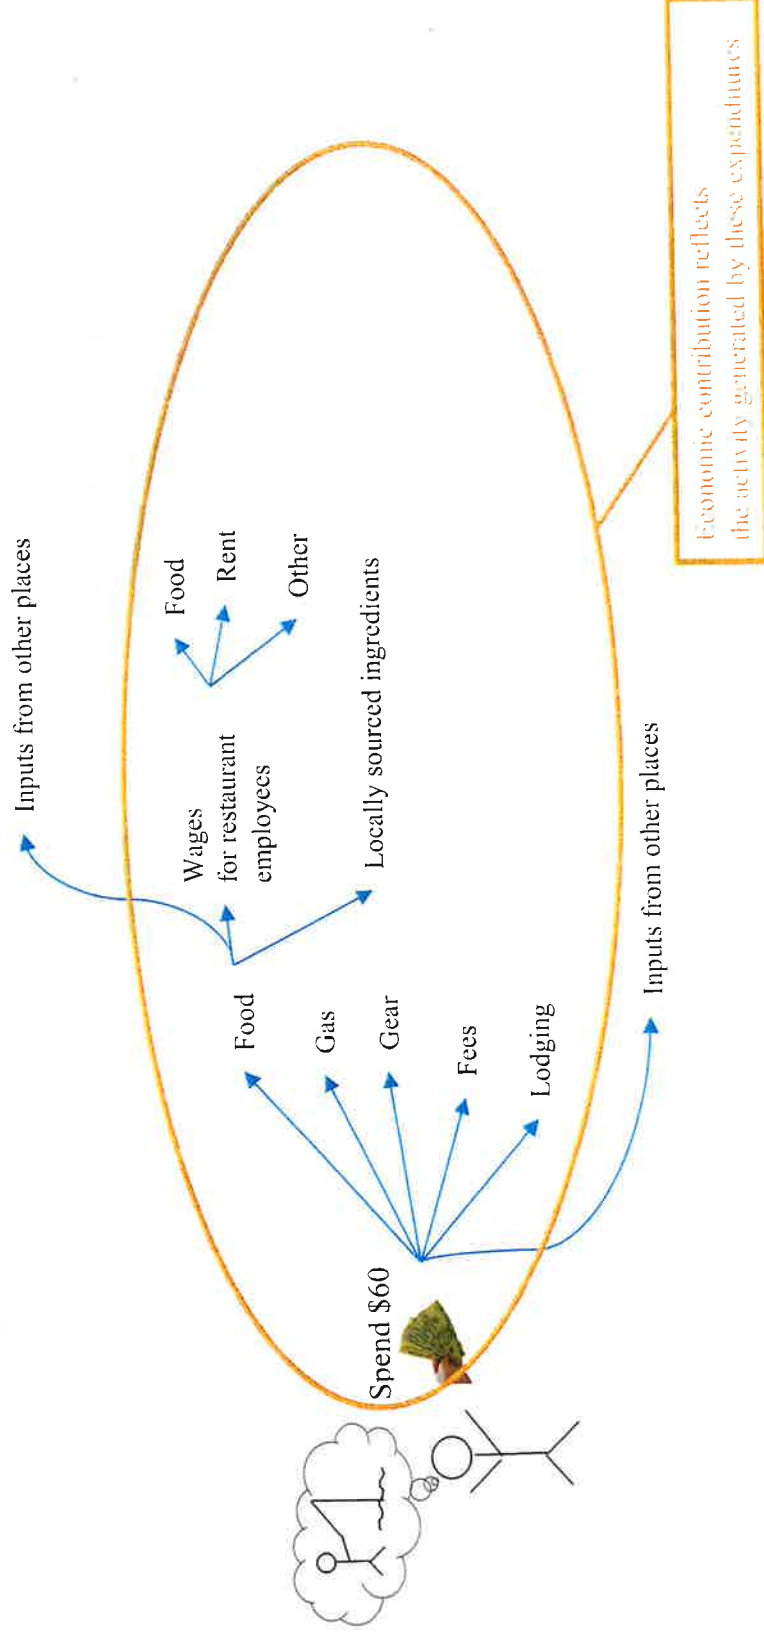 Spend $60
Food
Gas
Gear
Fees
Lodging
Inputs from other places
Wages
for restaurant
employees
Locally sourced ingredients
Inputs from other places
Food
Rent
Other
Economic contribution reflects
the activity generated by these expenditures